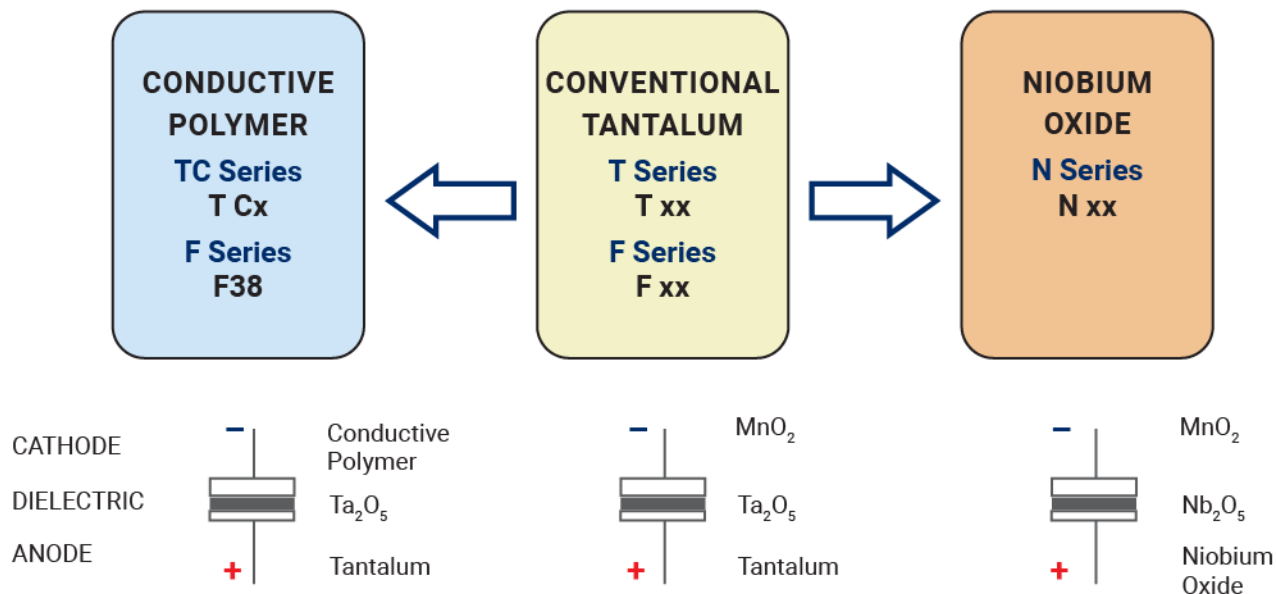 CONDUCTIVE
POLYMER
TC Series
T Cx
F Series
F38
CONVENTIONAL
TANTALUM
T Series
T xx
F Series
F xx
NIOBIUM
OXIDE
N Series
N xx
CATHODE
DIELECTRIC
ANODE
−
Conductive
Polymer
Ta₂O₅
+
Tantalum
−
MnO₂
Ta₂O₅
+
Tantalum
−
MnO₂
Nb₂O₅
+
Niobium
Oxide